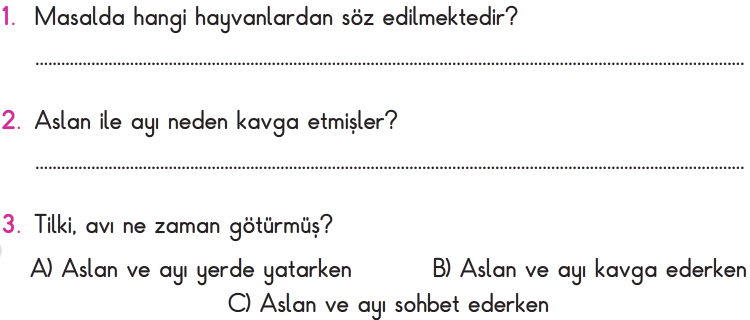 1. Masalda hangi hayvanlardan söz edilmektedir?
2. Aslan ile ayı neden kavga etmişler?
3. Tilki, avı ne zaman götürmüş?
A) Aslan ve ayı yerde yatarken B) Aslan ve ayı kavga ederken
C) Aslan ve ayı sohbet ederken